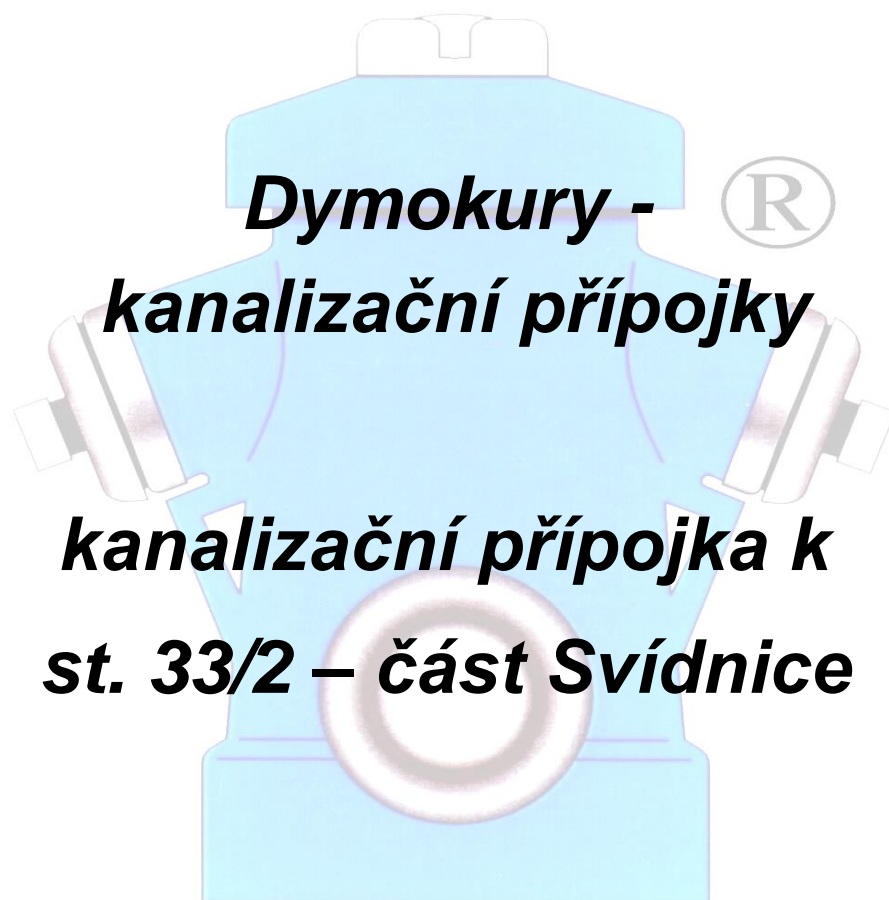 Dymokury -
®
kanalizační přípojky
kanalizační přípojka k
st. 33/2 – část Svídnice